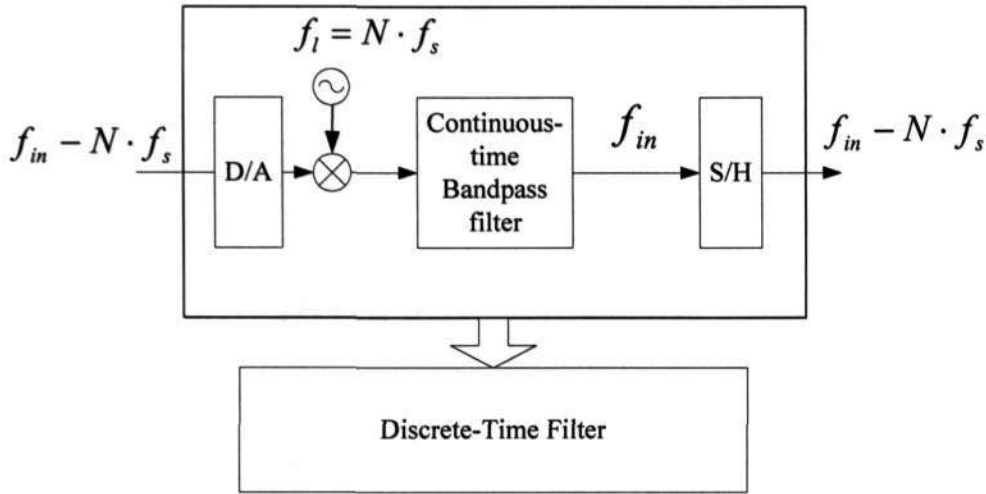 f_l = N · f_s
f_in − N · f_s
D/A
Continuous-
time
Bandpass
filter
f_in
S/H
f_in − N · f_s
Discrete-Time Filter